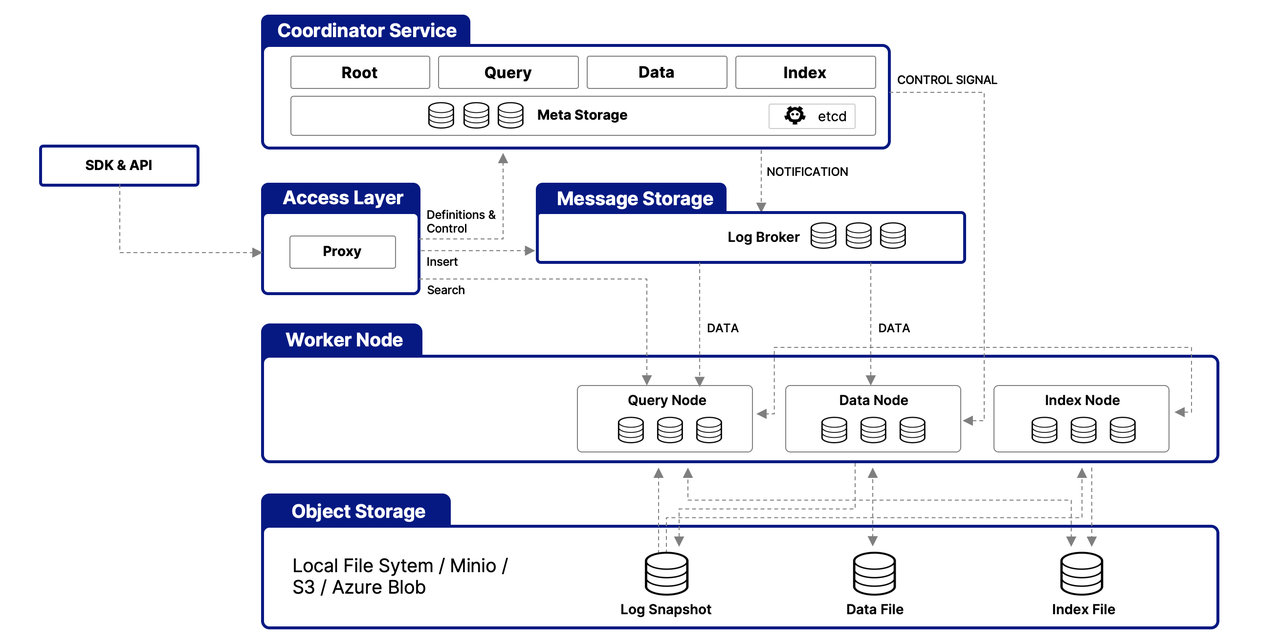 Coordinator Service
Root
Query
Data
Index
Meta Storage
etcd
CONTROL SIGNAL
SDK & API
NOTIFICATION
Access Layer
Proxy
Definitions &
Control
Insert
Search
Message Storage
Log Broker
DATA
DATA
Worker Node
Query Node
Data Node
Index Node
Object Storage
Local File Sytem / Minio /
S3 / Azure Blob
Log Snapshot
Data File
Index File